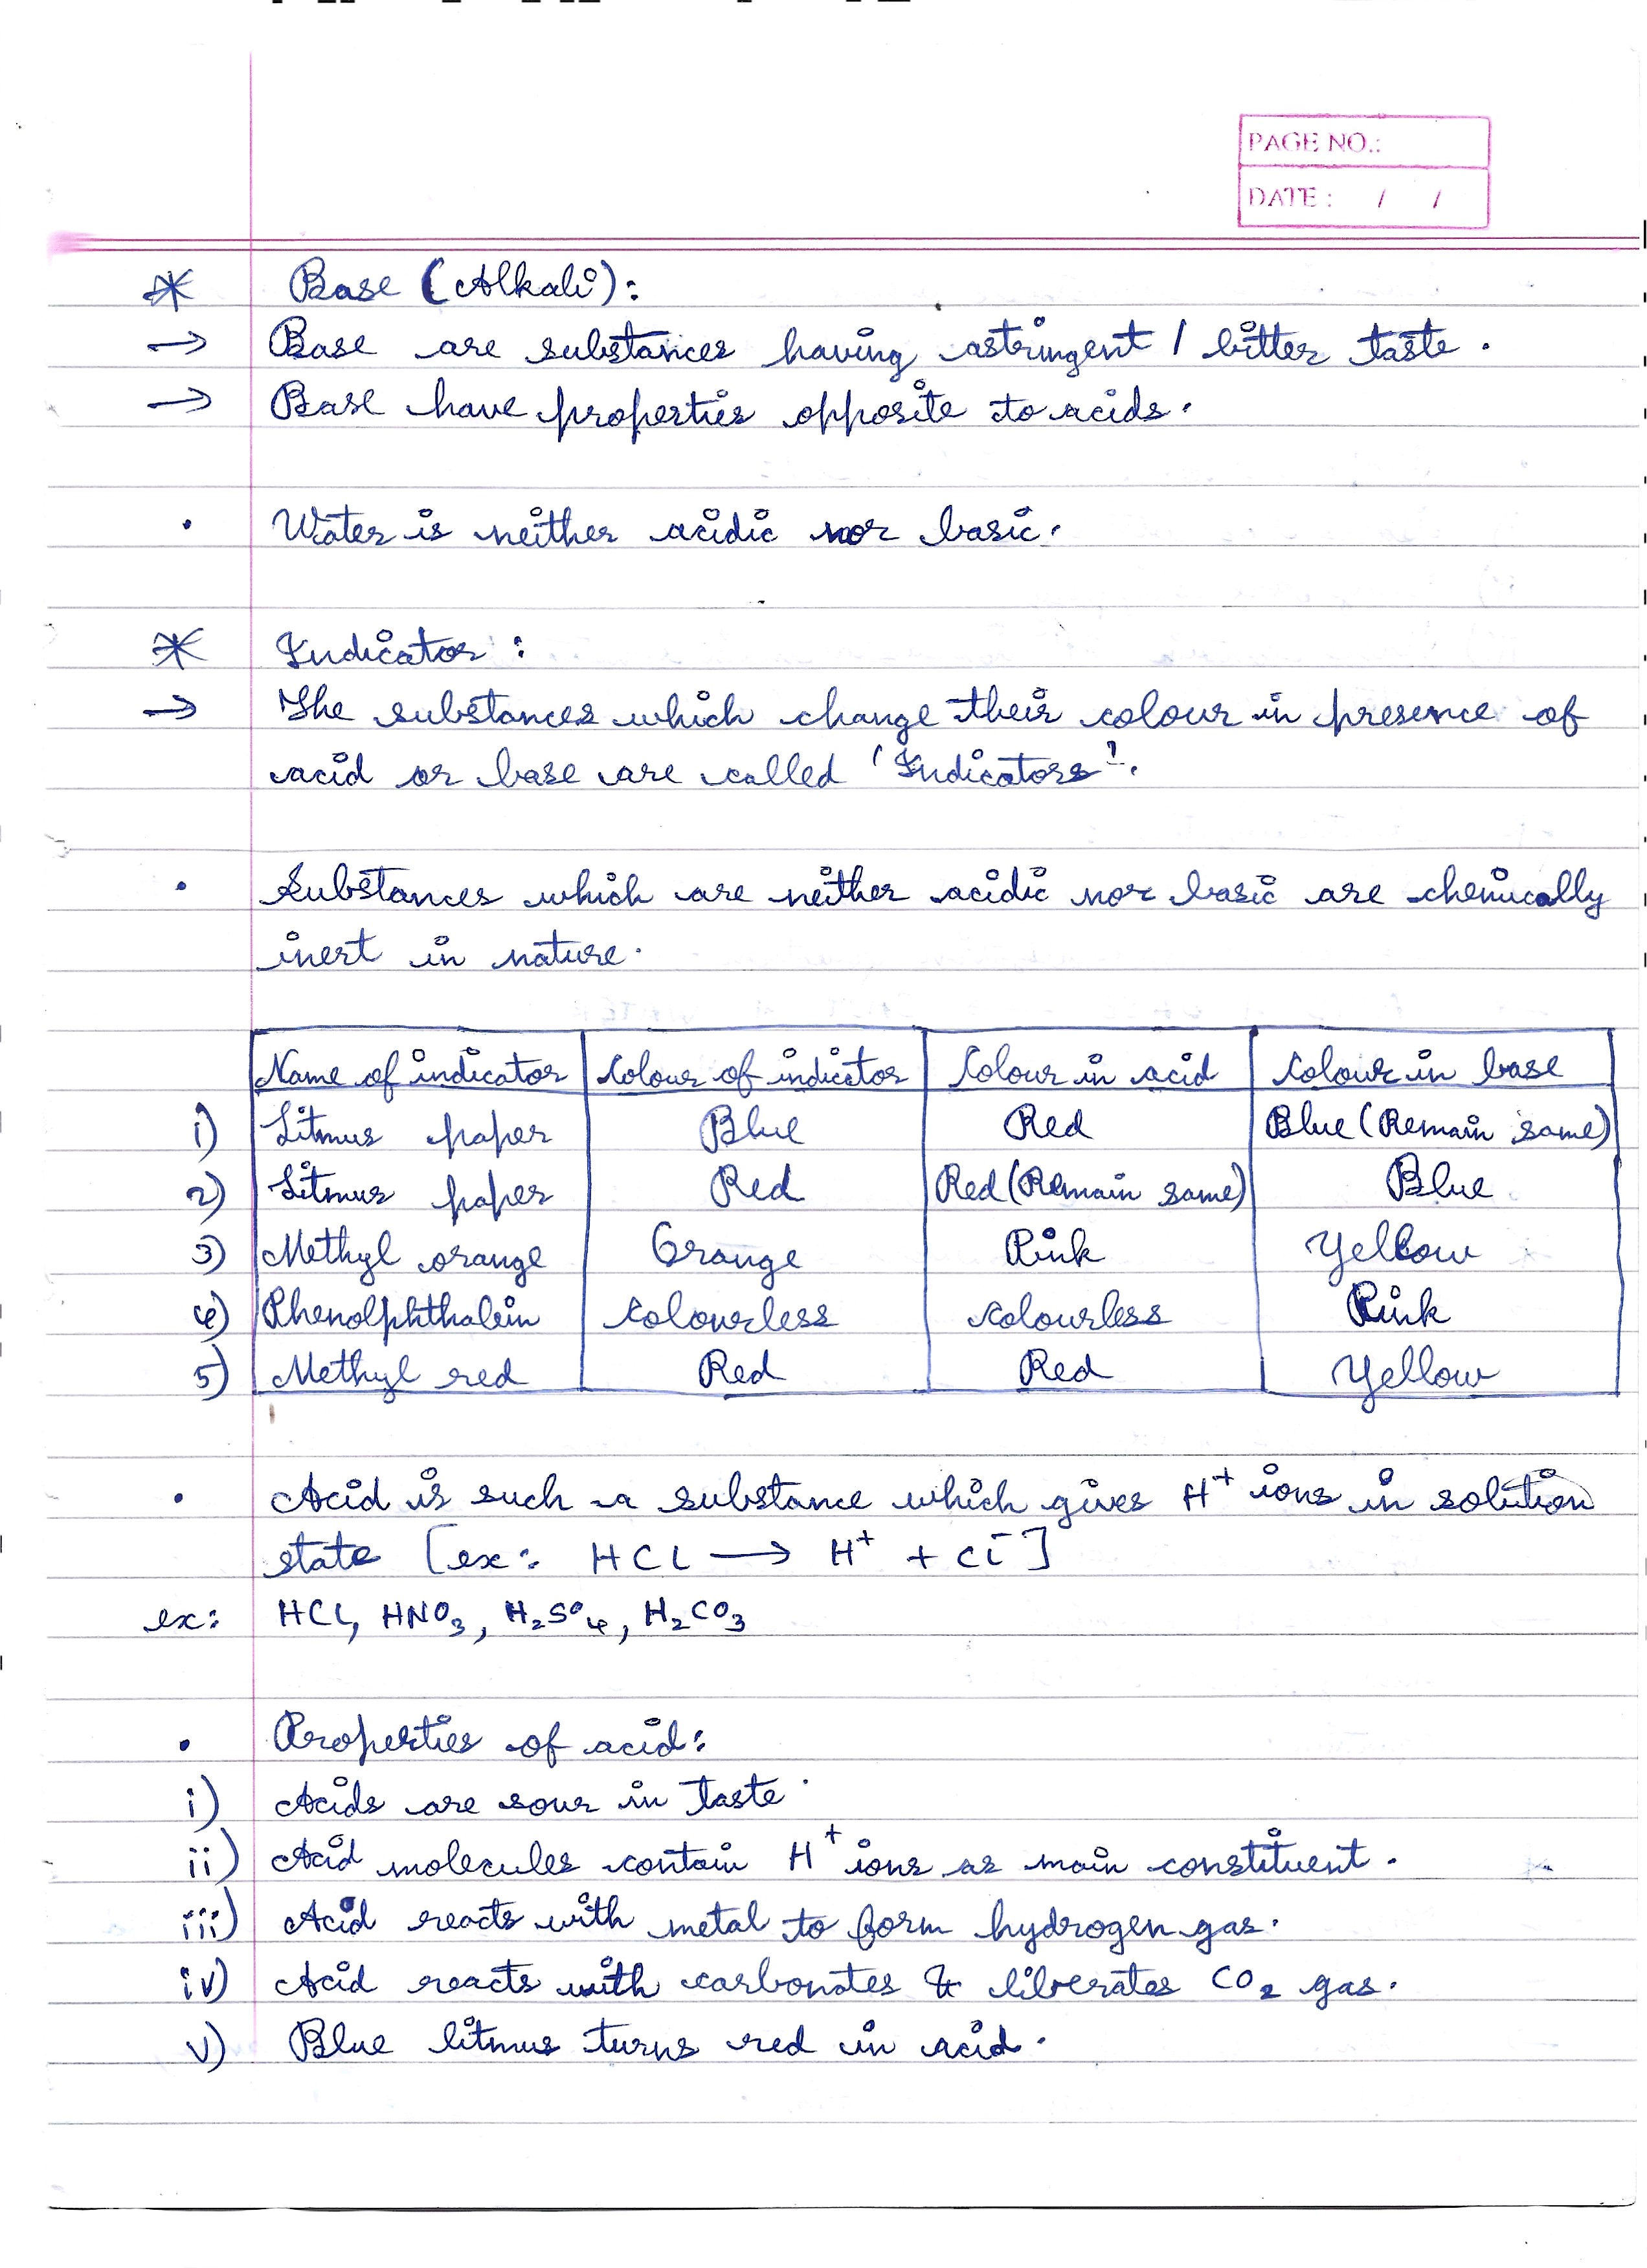 PAGE NO.:
DATE : / /
* Base (Alkali):
→ Base are substances having astringent / bitter taste.
→ Base have properties opposite to acids.
• Water is neither acidic nor basic.
* Indicator :
→ The substances which change their colour in presence of
acid or base are called 'Indicators'.
• Substances which are neither acidic nor basic are chemically
inert in nature.
Name of indicator Colour of indictor Colour in acid Colour in base
1) Litmus paper Blue Red Blue (Remain same)
2) Litmus paper Red Red (Remain same) Blue
3) Methyl orange Orange Pink Yellow
4) Phenolphthalein Colourless Colourless Pink
5) Methyl red Red Red Yellow
• Acid is such a substance which gives H⁺ ions in solution
state [ex: HCl → H⁺ + Cl⁻]
ex: HCl, HNO₃, H₂SO₄, H₂CO₃
• Properties of acid:
i) Acids are sour in taste.
ii) Acid molecules contain H⁺ ions as main constituent.
iii) Acid reacts with metal to form hydrogen gas.
iv) Acid reacts with carbonates & liberates CO₂ gas.
v) Blue litmus turns red in acid.